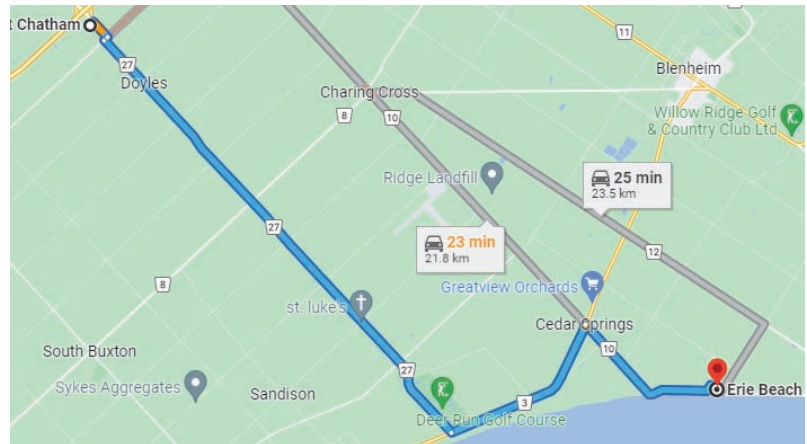 t Chatham
11
27
Doyles
Blenheim
Charing Cross
8
10
Willow Ridge Golf
& Country Club Ltd
Ridge Landfill
25 min
23.5 km
27
23 min
21.8 km
12
8
Greatview Orchards
st. luke's
Cedar Springs
10
South Buxton
27
Sykes Aggregates
Sandison
Erie Beach
3
Deer Run Golf Course